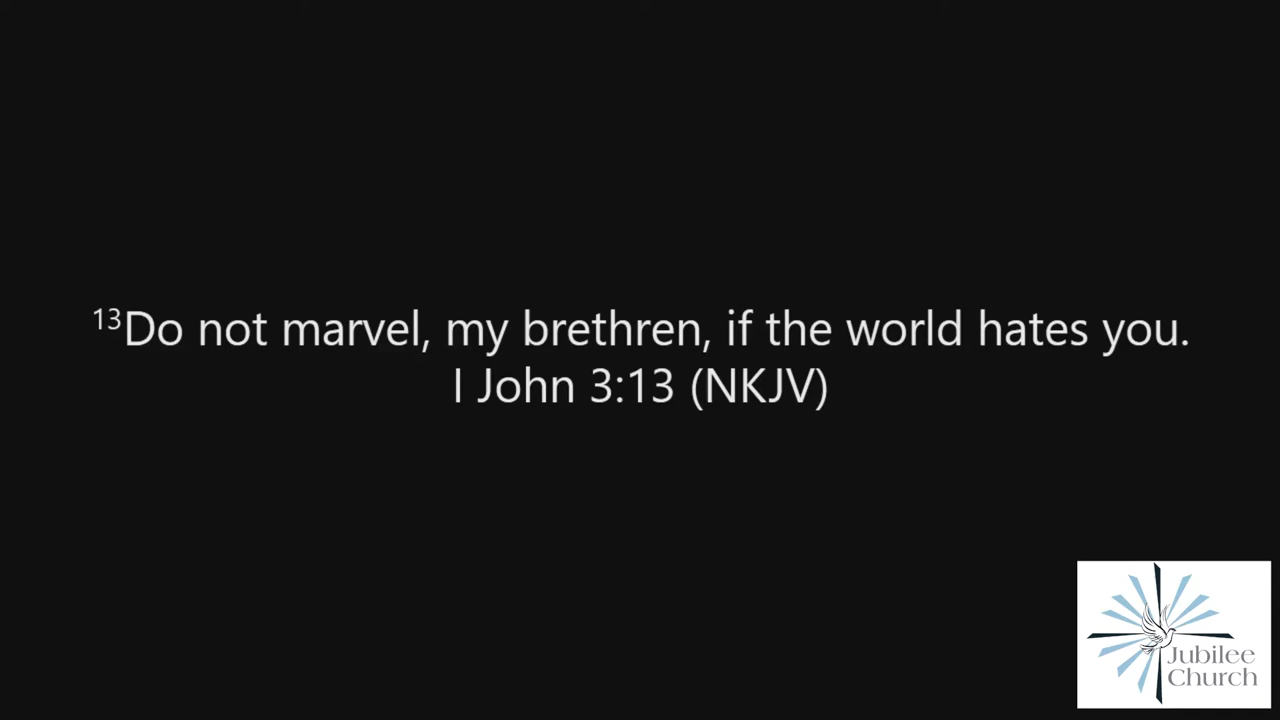 ¹³Do not marvel, my brethren, if the world hates you.
I John 3:13 (NKJV)
Jubilee
Church